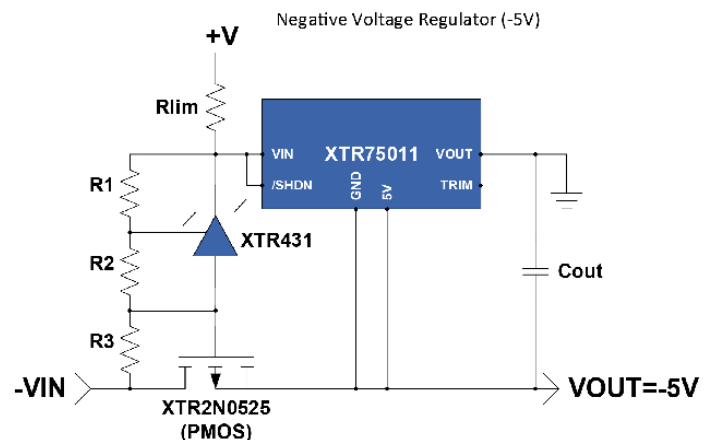 Negative Voltage Regulator (-5V)
+V
Rlim
VIN
XTR75011
VOUT
/SHDN
GND
5V
TRIM
R1
XTR431
R2
Cout
R3
-VIN
VOUT=-5V
XTR2N0525
(PMOS)